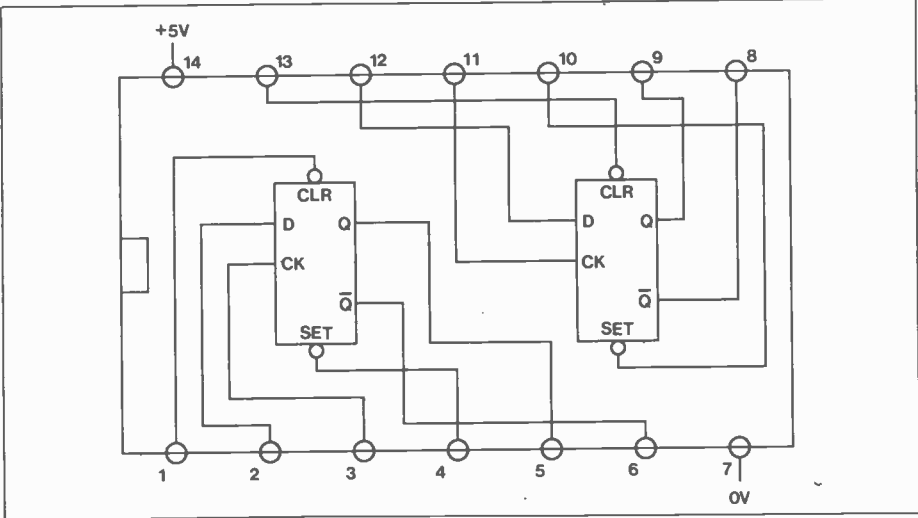 +5V
14 13 12 11 10 9 8
CLR CLR
D Q D Q
CK CK
Q̅ Q̅
SET SET
1 2 3 4 5 6 7
0V